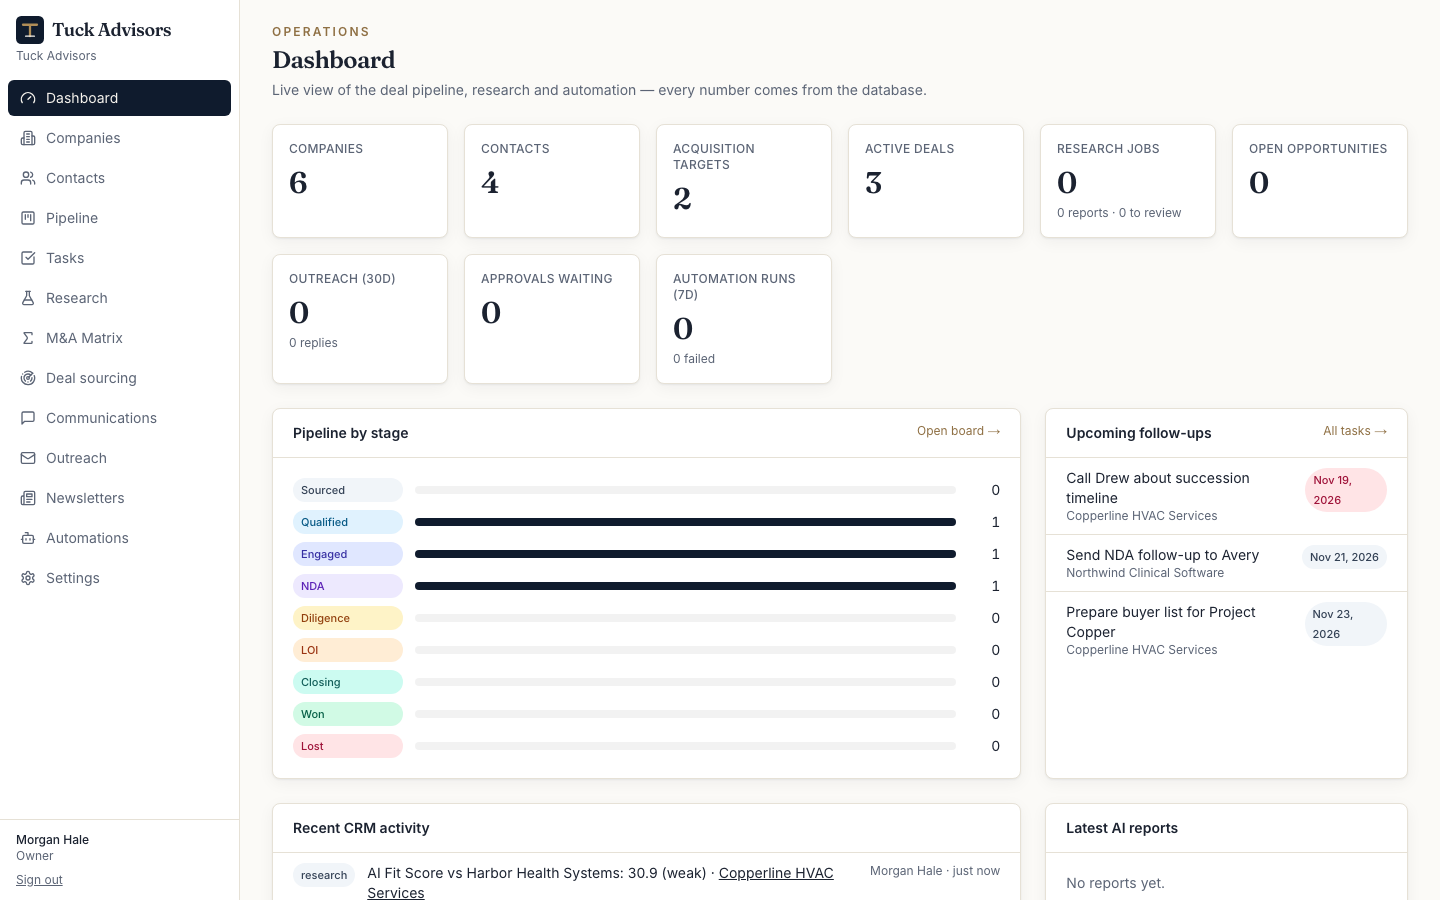 Tuck Advisors
Tuck Advisors
Dashboard
Companies
Contacts
Pipeline
Tasks
Research
M&A Matrix
Deal sourcing
Communications
Outreach
Newsletters
Automations
Settings
Morgan Hale
Owner
Sign out
OPERATIONS
Dashboard
Live view of the deal pipeline, research and automation — every number comes from the database.
COMPANIES
6
CONTACTS
4
ACQUISITION
TARGETS
2
ACTIVE DEALS
3
RESEARCH JOBS
0
0 reports · 0 to review
OPEN OPPORTUNITIES
0
OUTREACH (30D)
0
0 replies
APPROVALS WAITING
0
AUTOMATION RUNS
(7D)
0
0 failed
Pipeline by stage
Open board →
Sourced 0
Qualified 1
Engaged 1
NDA 1
Diligence 0
LOI 0
Closing 0
Won 0
Lost 0
Upcoming follow-ups
All tasks →
Call Drew about succession
timeline
Copperline HVAC Services
Nov 19,
2026
Send NDA follow-up to Avery
Northwind Clinical Software
Nov 21, 2026
Prepare buyer list for Project
Copper
Copperline HVAC Services
Nov 23,
2026
Recent CRM activity
research
AI Fit Score vs Harbor Health Systems: 30.9 (weak) · Copperline HVAC
Services
Morgan Hale · just now
Latest AI reports
No reports yet.